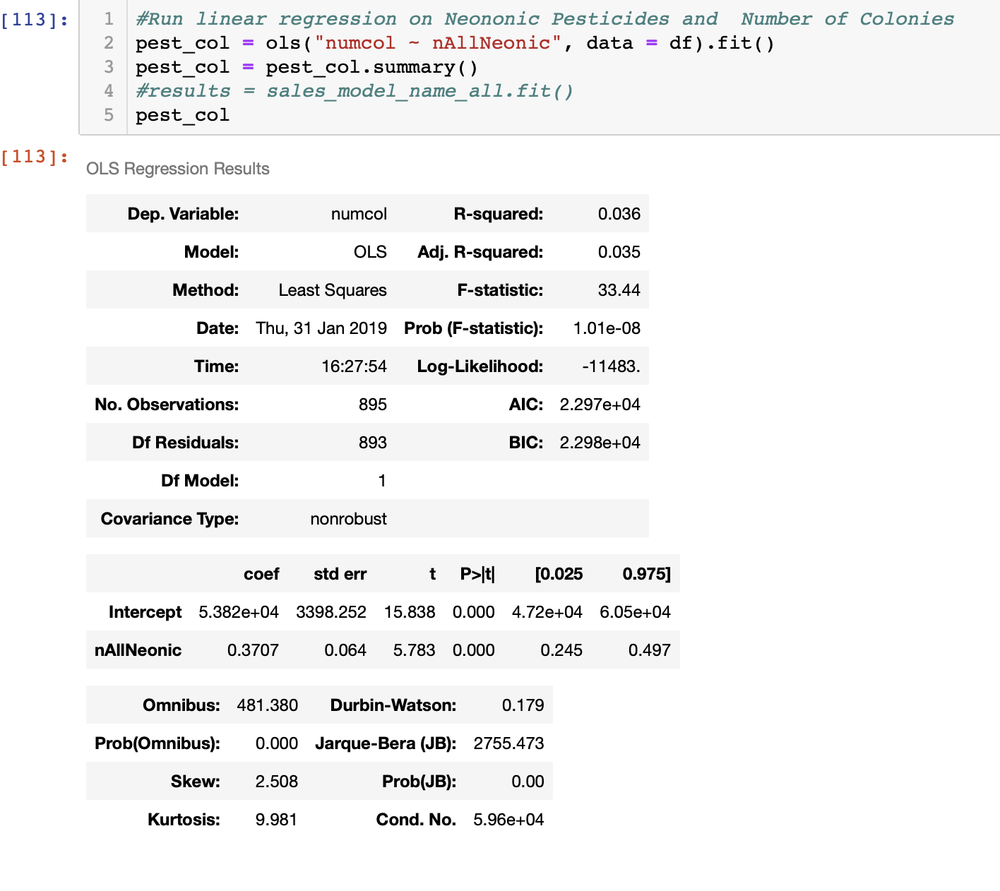 [113]:
1 #Run linear regression on Neononic Pesticides and  Number of Colonies
2 pest_col = ols("numcol ~ nAllNeonic", data = df).fit()
3 pest_col = pest_col.summary()
4 #results = sales_model_name_all.fit()
5 pest_col
[113]:
OLS Regression Results
Dep. Variable: numcol R-squared: 0.036
Model: OLS Adj. R-squared: 0.035
Method: Least Squares F-statistic: 33.44
Date: Thu, 31 Jan 2019 Prob (F-statistic): 1.01e-08
Time: 16:27:54 Log-Likelihood: -11483.
No. Observations: 895 AIC: 2.297e+04
Df Residuals: 893 BIC: 2.298e+04
Df Model: 1
Covariance Type: nonrobust
coef std err t P>|t| [0.025 0.975]
Intercept 5.382e+04 3398.252 15.838 0.000 4.72e+04 6.05e+04
nAllNeonic 0.3707 0.064 5.783 0.000 0.245 0.497
Omnibus: 481.380 Durbin-Watson: 0.179
Prob(Omnibus): 0.000 Jarque-Bera (JB): 2755.473
Skew: 2.508 Prob(JB): 0.00
Kurtosis: 9.981 Cond. No. 5.96e+04